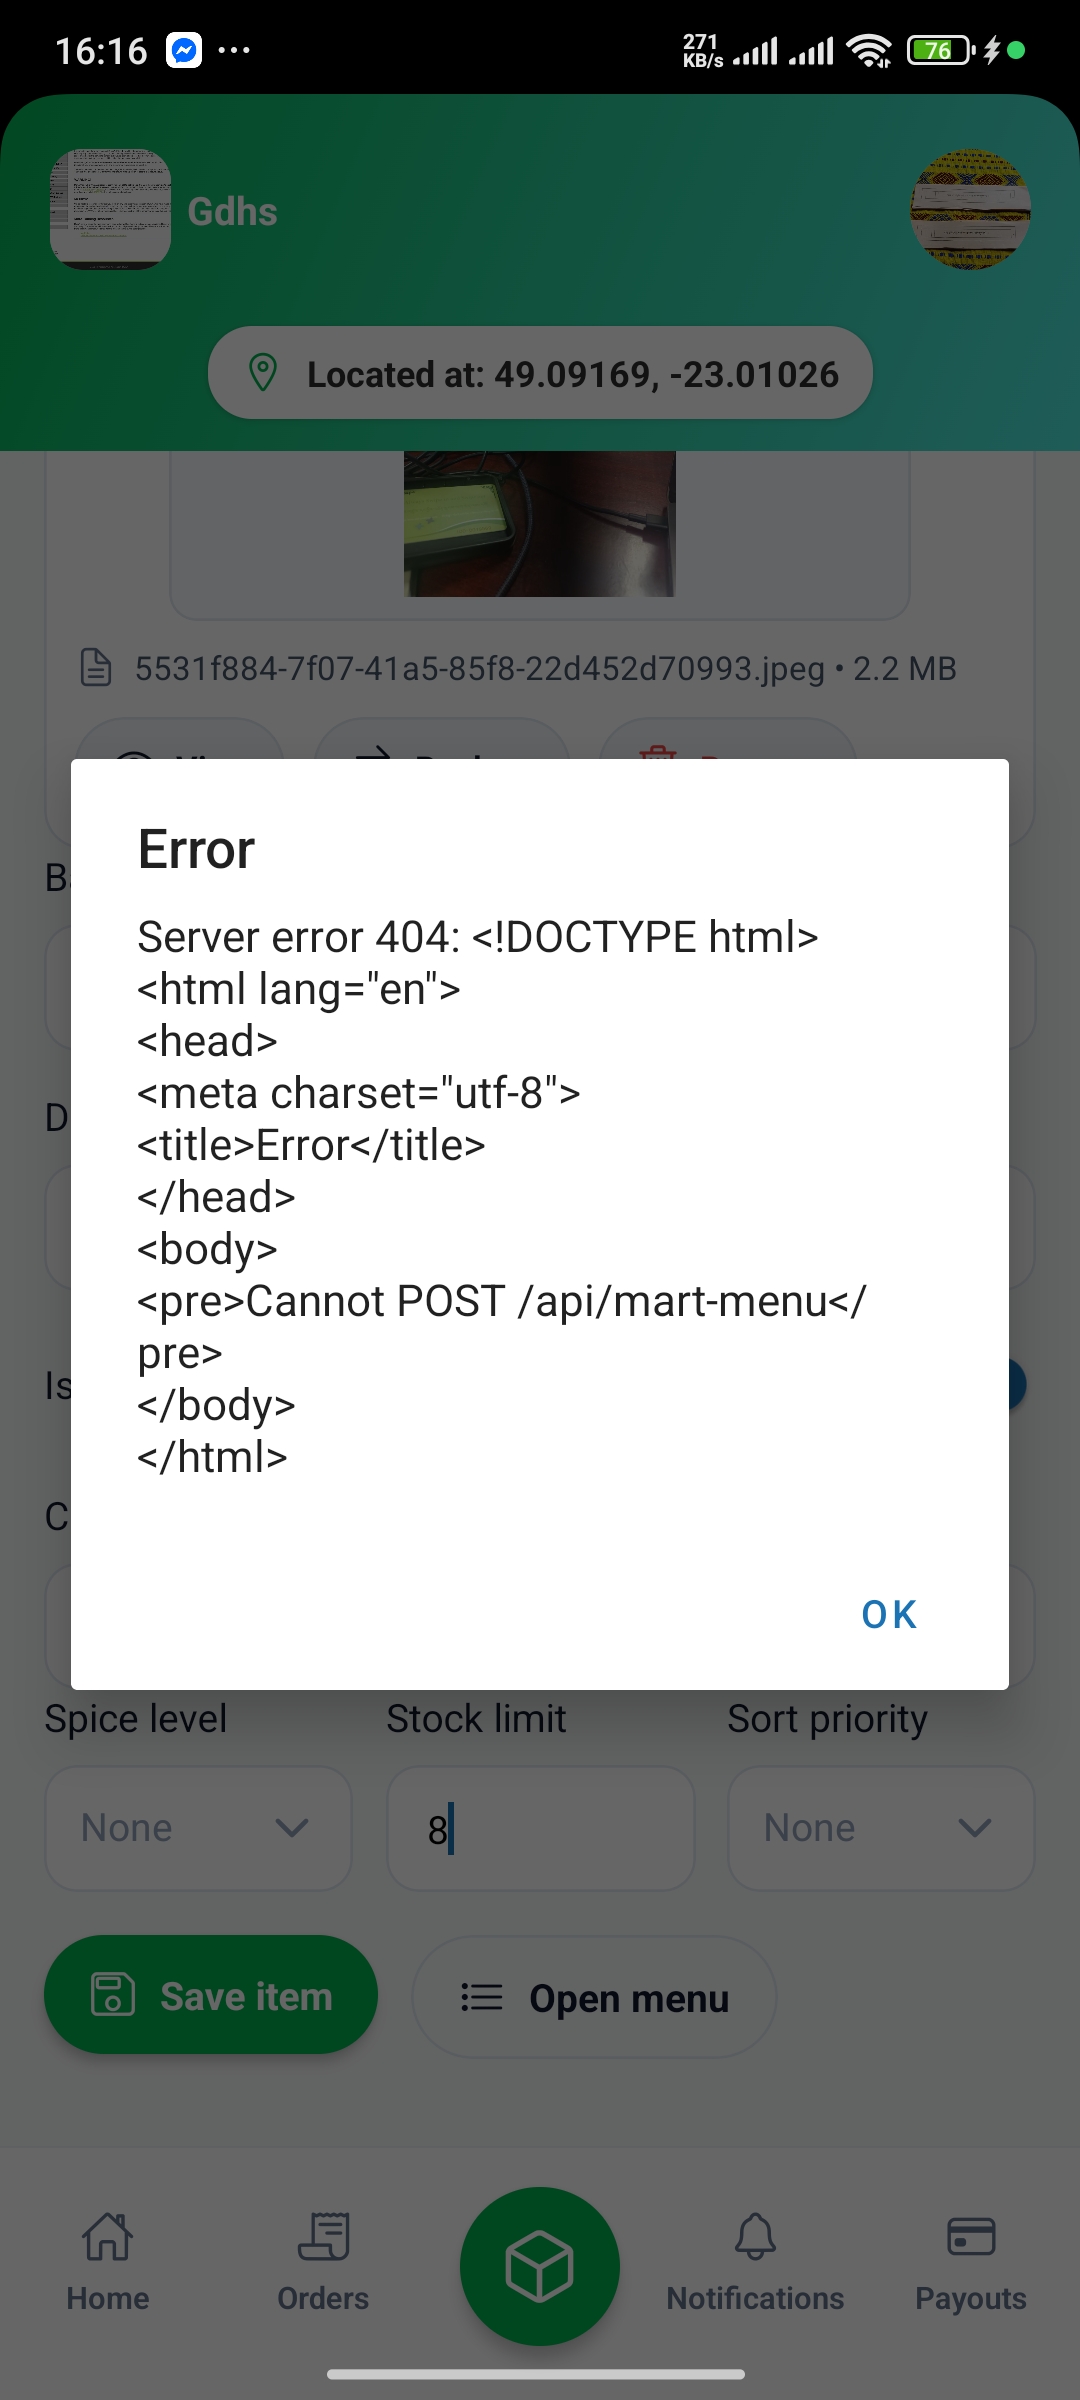 16:16
271
KB/s
76
Gdhs
Located at: 49.09169, -23.01026
5531f884-7f07-41a5-85f8-22d452d70993.jpeg • 2.2 MB
Error
Server error 404: <!DOCTYPE html>
<html lang="en">
<head>
<meta charset="utf-8">
<title>Error</title>
</head>
<body>
<pre>Cannot POST /api/mart-menu</
pre>
</body>
</html>
OK
Spice level
Stock limit
Sort priority
None
8
None
Save item
Open menu
Home
Orders
Notifications
Payouts